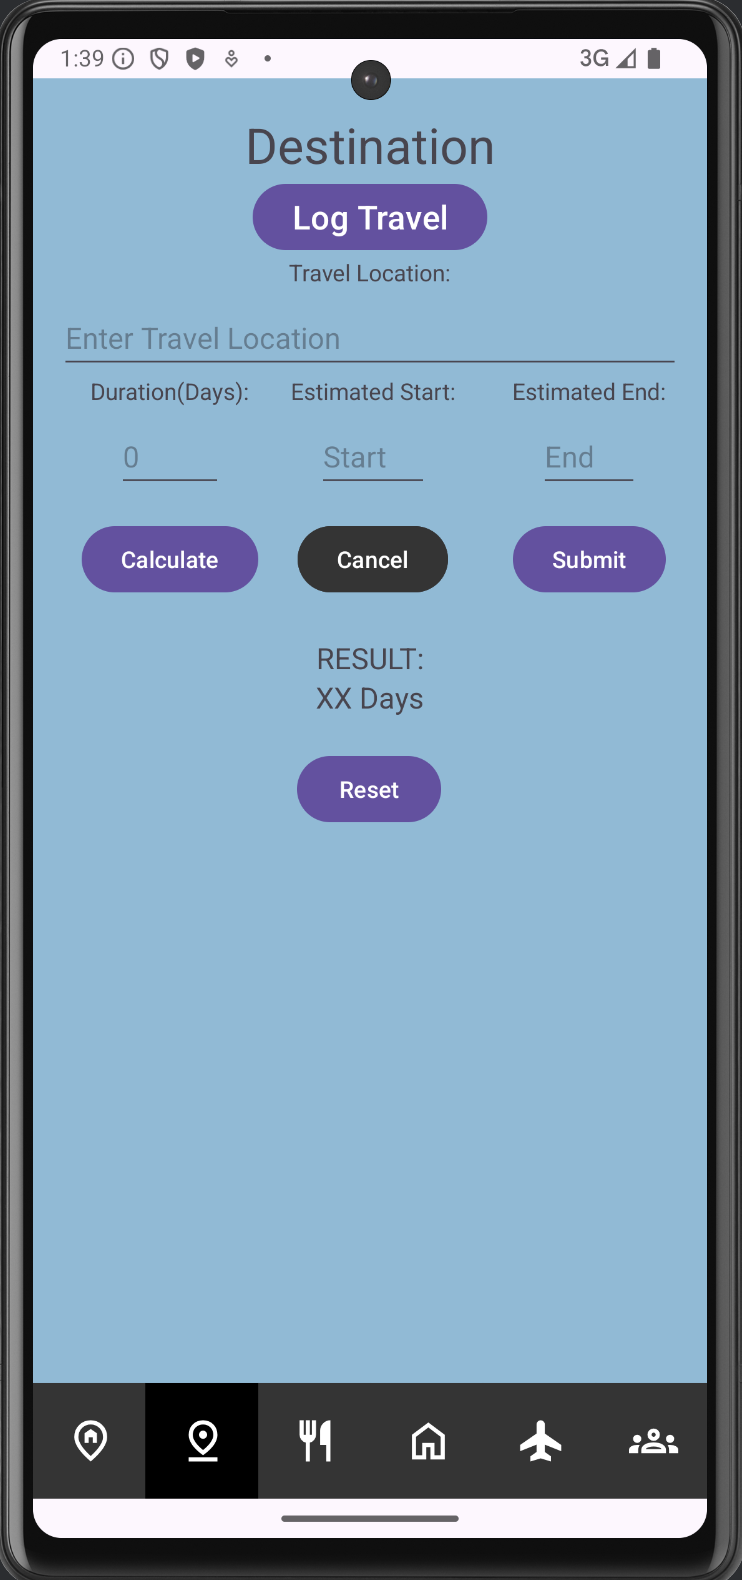 1:39 3G
Destination
Log Travel
Travel Location:
Enter Travel Location
Duration(Days): Estimated Start: Estimated End:
0 Start End
Calculate Cancel Submit
RESULT:
XX Days
Reset